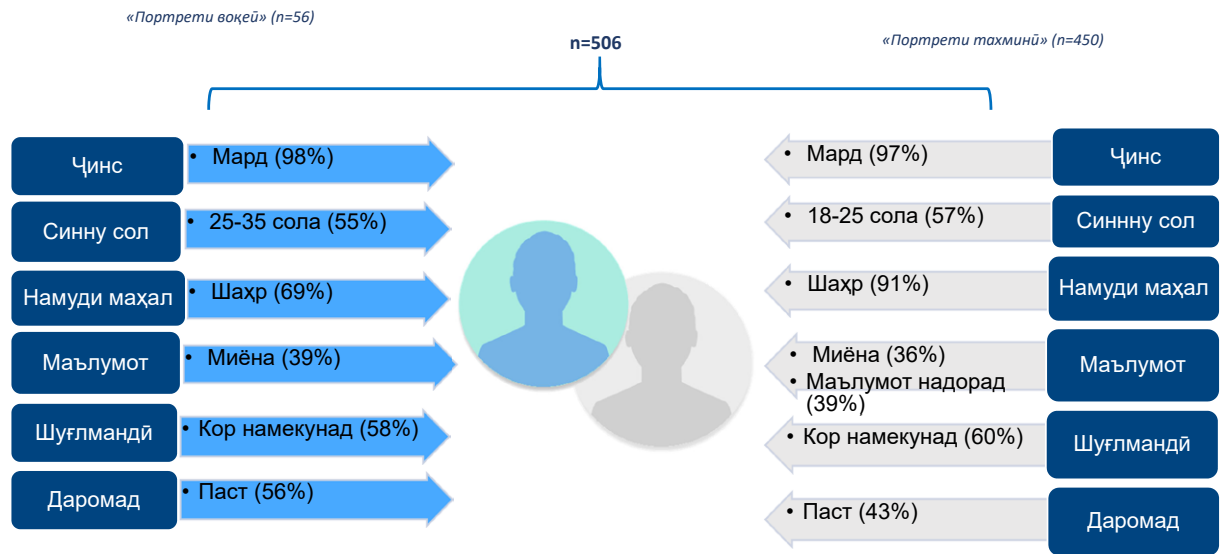 «Портрети воқеӣ» (n=56)
n=506
«Портрети тахминӣ» (n=450)
Ҷинс
• Мард (98%)
Синну сол
• 25-35 сола (55%)
Намуди маҳал
• Шаҳр (69%)
Маълумот
• Миёна (39%)
Шуғлмандӣ
• Кор намекунад (58%)
Даромад
• Паст (56%)
• Мард (97%)
Ҷинс
• 18-25 сола (57%)
Синнну сол
• Шаҳр (91%)
Намуди маҳал
• Миёна (36%)
• Маълумот надорад
(39%)
Маълумот
• Кор намекунад (60%)
Шуғлмандӣ
• Паст (43%)
Даромад